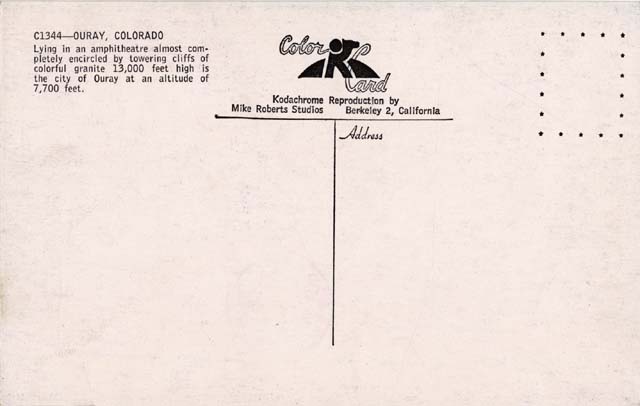 C1344—OURAY, COLORADO
Lying in an amphitheatre almost com-
pletely encircled by towering cliffs of
colorful granite 13,000 feet high is
the city of Ouray at an altitude of
7,700 feet.
Color
Card
Kodachrome Reproduction by
Mike Roberts Studios Berkeley 2, California
Address